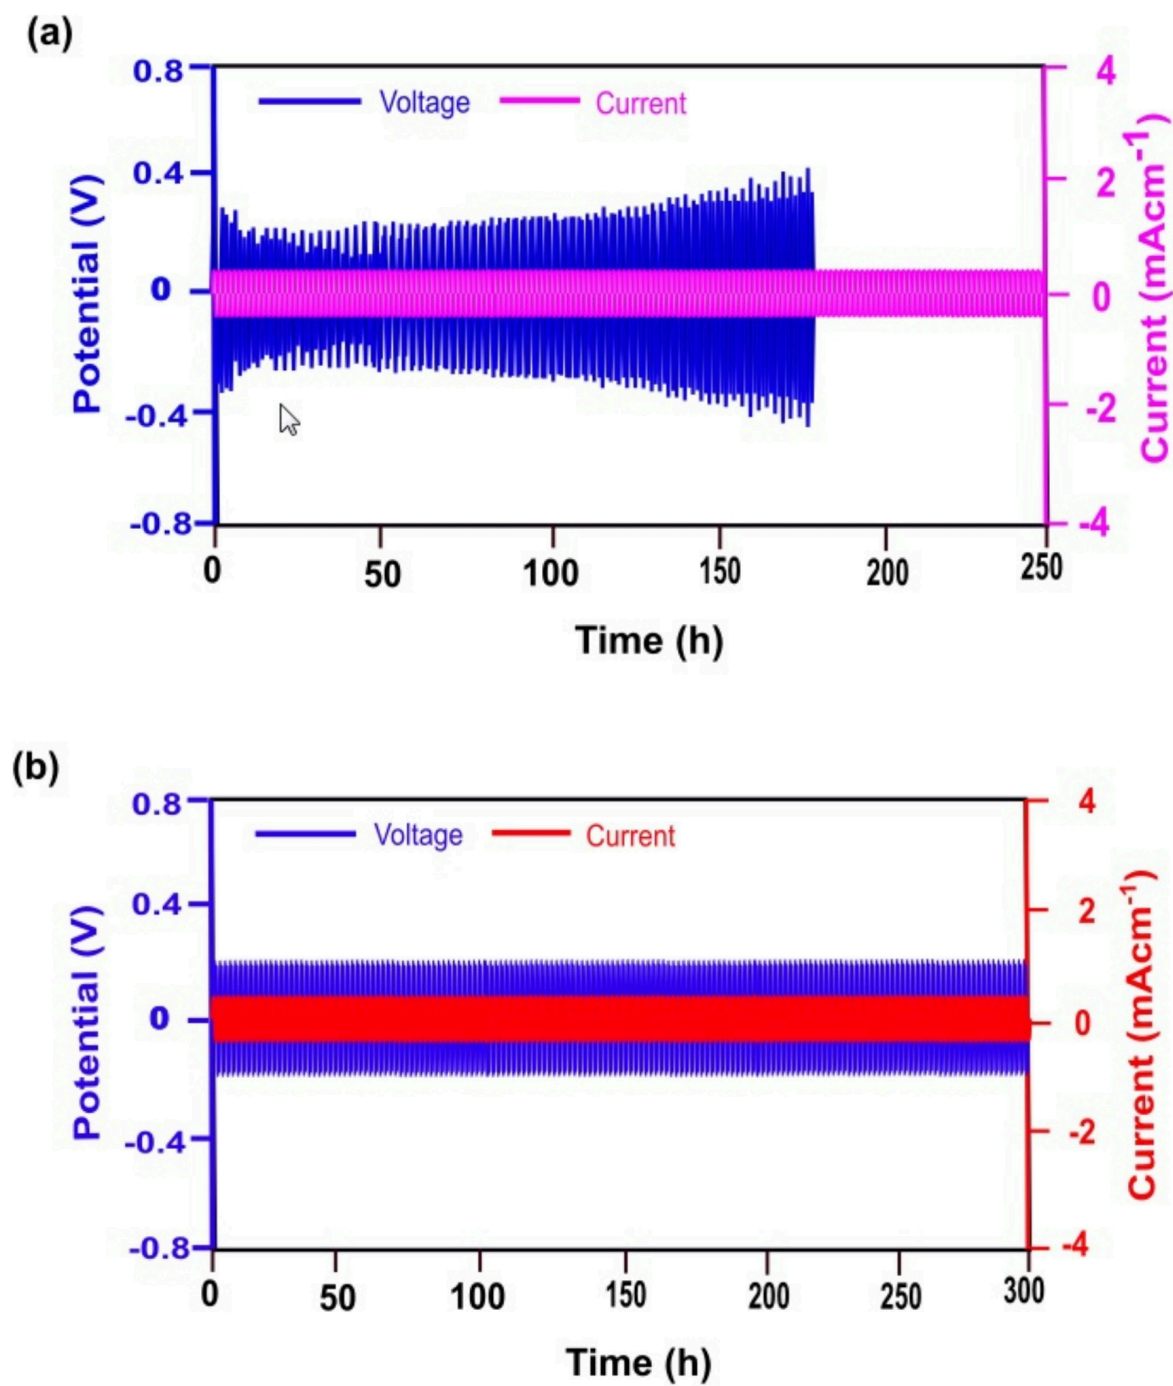 (a)
0.8
0.4
0
-0.4
-0.8
Potential (V)
Voltage
Current
4
2
0
-2
-4
Current (mAcm-1)
0 50 100 150 200 250
Time (h)
(b)
0.8
0.4
0
-0.4
-0.8
Potential (V)
Voltage
Current
4
2
0
-2
-4
Current (mAcm-1)
0 50 100 150 200 250 300
Time (h)